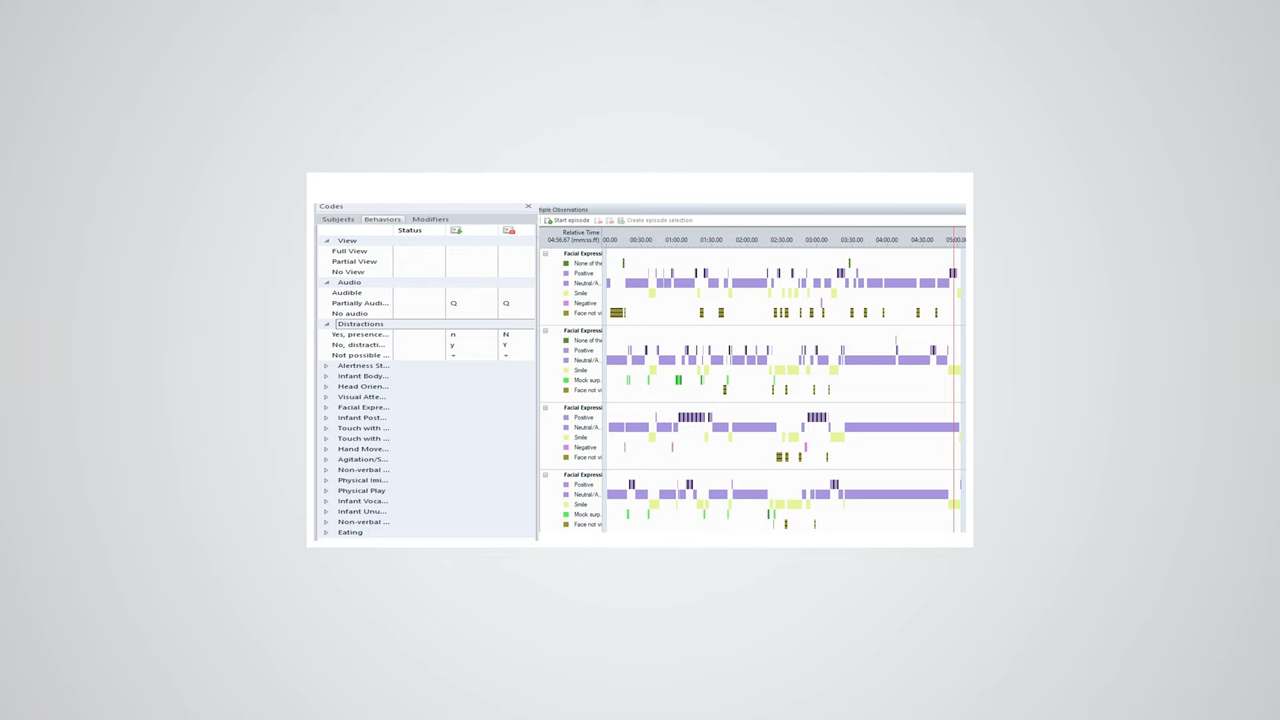 Codes
Subjects Behaviors Modifiers
Status
View
Full View
Partial View
No View
Audio
Audible
Partially Audi... Q Q
No audio
Distractions
Yes, presence... n N
No, distracti... y Y
Not possible ...
Alertness St...
Infant Body...
Head Orien...
Visual Atte...
Facial Expre...
Infant Post...
Touch with ...
Touch with ...
Hand Move...
Agitation/S...
Non-verbal ...
Physical Imi...
Physical Play
Infant Voca...
Infant Unu...
Non-verbal ...
Eating
tiple Observations
Start episode Create episode selection
Relative Time
04:56.67 (mm:ss.ff) 00.00 00:30.00 01:00.00 01:30.00 02:00.00 02:30.00 03:00.00 03:30.00 04:00.00 04:30.00 05:00.0
Facial Expressi
None of the
Positive
Neutral/A.
Smile
Negative
Face not vi
Facial Expressi
None of the
Positive
Neutral/A.
Smile
Mock surp.
Face not vi
Facial Expressi
Positive
Neutral/A.
Smile
Negative
Face not vi
Facial Expressi
Positive
Neutral/A.
Smile
Mock surp.
Face not vi